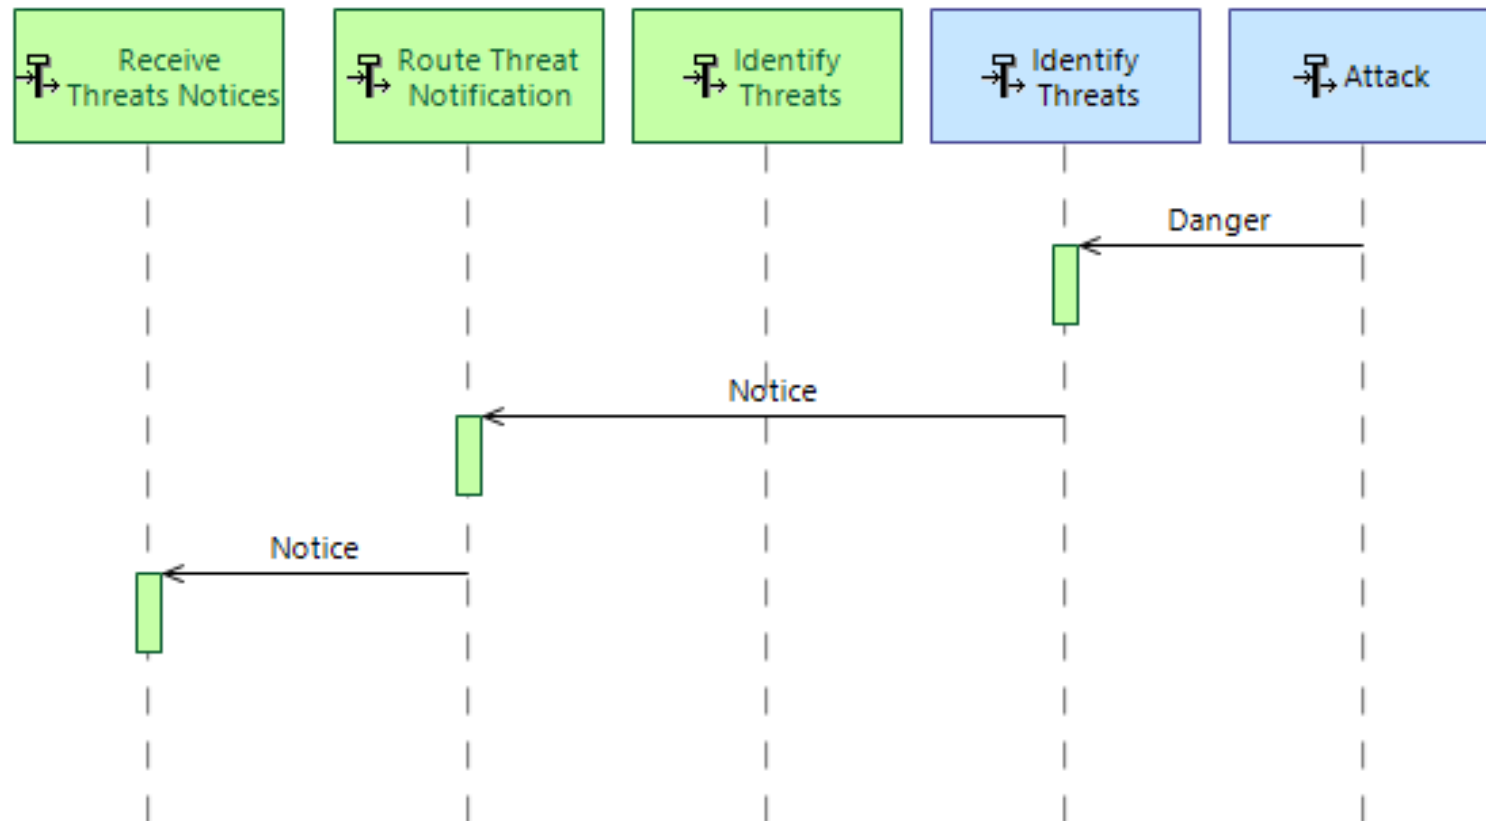 Receive
Threats Notices
Route Threat
Notification
Identify
Threats
Identify
Threats
Attack
Danger
Notice
Notice